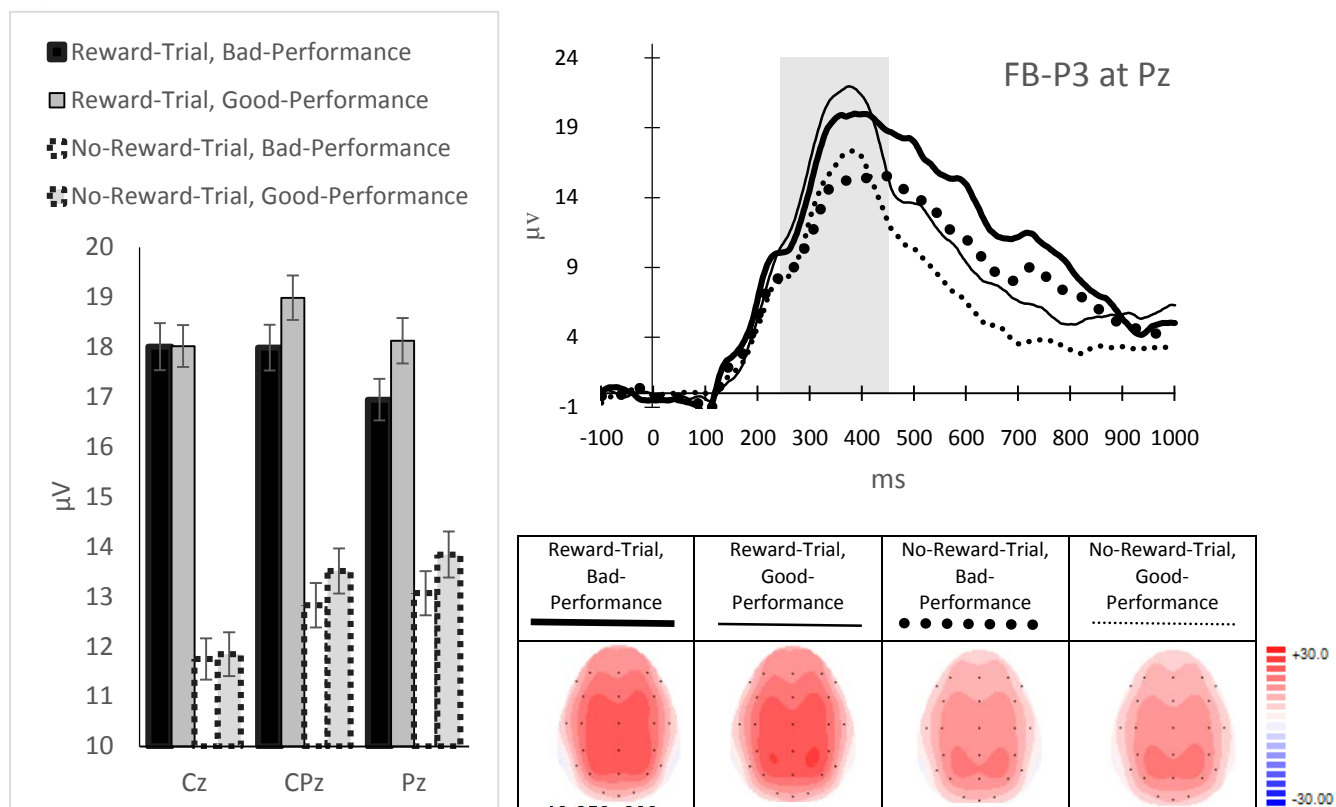 Reward-Trial, Bad-Performance
Reward-Trial, Good-Performance
No-Reward-Trial, Bad-Performance
No-Reward-Trial, Good-Performance
20
19
18
17
16
15
14
13
12
11
10
μV
Cz CPz Pz
FB-P3 at Pz
24
19
14
9
4
-1
μv
-100 0 100 200 300 400 500 600 700 800 900 1000
ms
Reward-Trial, Bad-Performance
Reward-Trial, Good-Performance
No-Reward-Trial, Bad-Performance
No-Reward-Trial, Good-Performance
+30.0
-30.00